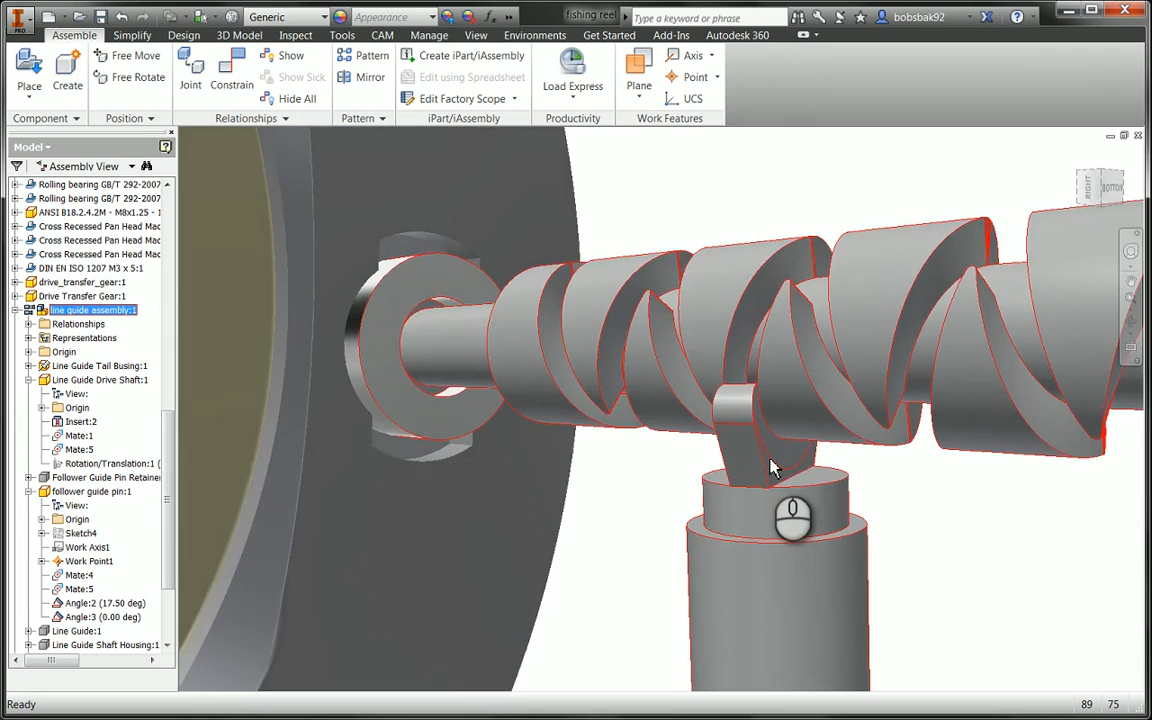 Generic
Appearance
fishing reel
Type a keyword or phrase
bobsbak92
PRO
Assemble Simplify Design 3D Model Inspect Tools CAM Manage View Environments Get Started Add-Ins Autodesk 360
Place
Create
Free Move
Free Rotate
Joint
Constrain
Show
Show Sick
Hide All
Pattern
Mirror
Create iPart/iAssembly
Edit using Spreadsheet
Edit Factory Scope
Load Express
Plane
Axis
Point
UCS
Component Position Relationships Pattern iPart/iAssembly Productivity Work Features
Model
Assembly View
Rolling bearing GB/T 292-2007
Rolling bearing GB/T 292-2007
ANSI B18.2.4.2M - M8x1.25 - 1
Cross Recessed Pan Head Mac
Cross Recessed Pan Head Mac
Cross Recessed Pan Head Mac
DIN EN ISO 1207 M3 x 5:1
drive_transfer_gear:1
Drive Transfer Gear:1
line guide assembly:1
Relationships
Representations
Origin
Line Guide Tail Busing:1
Line Guide Drive Shaft:1
View:
Origin
Insert:2
Mate:1
Mate:5
Rotation/Translation:1 (
Follower Guide Pin Retainer
follower guide pin:1
View:
Origin
Sketch4
Work Axis1
Work Point1
Mate:4
Mate:5
Angle:2 (17.50 deg)
Angle:3 (0.00 deg)
Line Guide:1
Line Guide Shaft Housing:1
RIGHT
BOTTOM
Ready
89 75